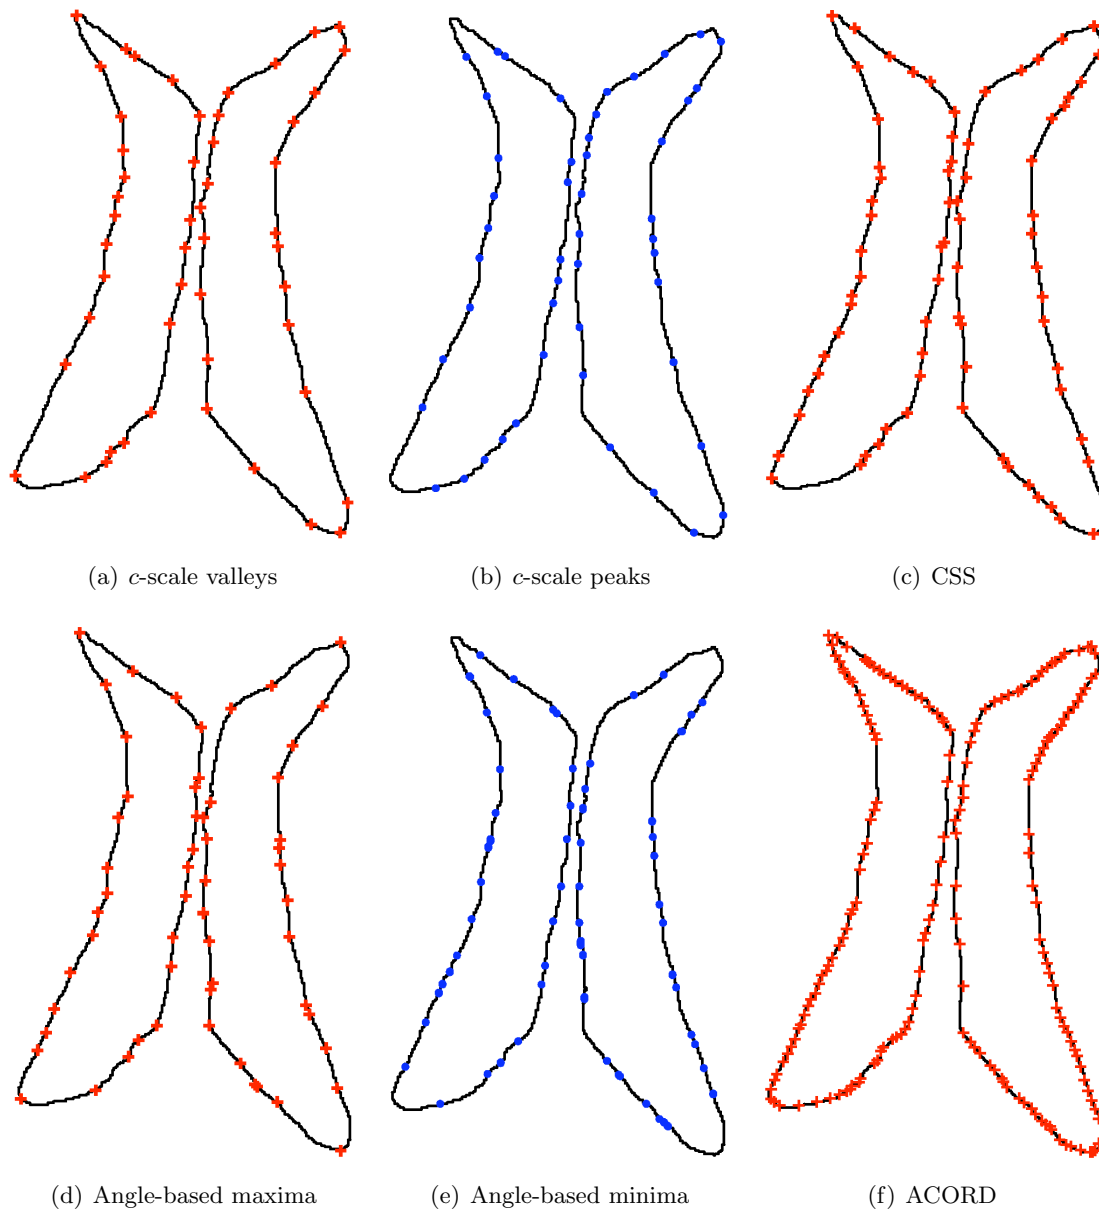 (a) c-scale valleys
(b) c-scale peaks
(c) CSS
(d) Angle-based maxima
(e) Angle-based minima
(f) ACORD